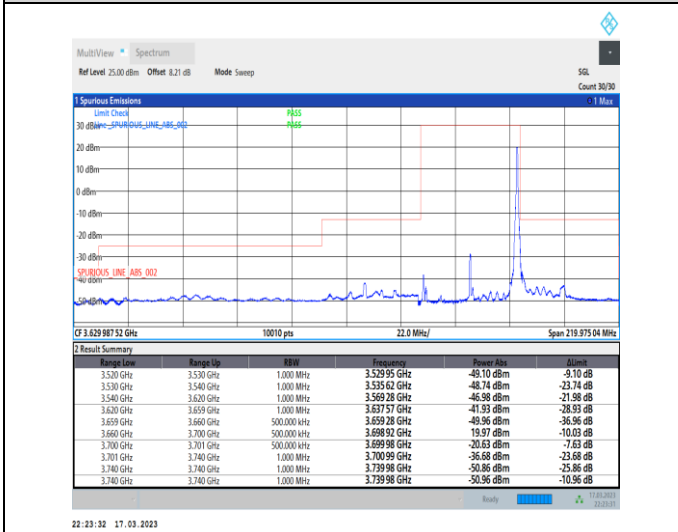 MultiView Spectrum
Ref Level 25.00 dBm Offset 8.21 dB Mode Sweep SGL
Count 30/30
1 Spurious Emissions 1 Max
Limit Check PASS
30 dBm Line _SPURIOUS_LINE_ABS_002 PASS
20 dBm
10 dBm
0 dBm
-10 dBm
-20 dBm
-30 dBm
SPURIOUS_LINE_ABS_002
-40 dBm
-50 dBm
CF 3.629 987 52 GHz 10010 pts 22.0 MHz/ Span 219.975 04 MHz
2 Result Summary
Range Low Range Up RBW Frequency Power Abs ΔLimit
3.520 GHz 3.530 GHz 1.000 MHz 3.529 95 GHz -49.10 dBm -9.10 dB
3.530 GHz 3.540 GHz 1.000 MHz 3.535 62 GHz -48.74 dBm -23.74 dB
3.540 GHz 3.620 GHz 1.000 MHz 3.569 28 GHz -46.98 dBm -21.98 dB
3.620 GHz 3.659 GHz 1.000 MHz 3.637 57 GHz -41.93 dBm -28.93 dB
3.659 GHz 3.660 GHz 500.000 kHz 3.659 28 GHz -49.96 dBm -36.96 dB
3.660 GHz 3.700 GHz 500.000 kHz 3.698 92 GHz 19.97 dBm -10.03 dB
3.700 GHz 3.701 GHz 500.000 kHz 3.699 98 GHz -20.63 dBm -7.63 dB
3.701 GHz 3.740 GHz 1.000 MHz 3.700 99 GHz -36.68 dBm -23.68 dB
3.740 GHz 3.740 GHz 1.000 MHz 3.739 98 GHz -50.86 dBm -25.86 dB
3.740 GHz 3.740 GHz 1.000 MHz 3.739 98 GHz -50.96 dBm -10.96 dB
Ready 17.03.2023
22:23:31
22:23:32 17.03.2023